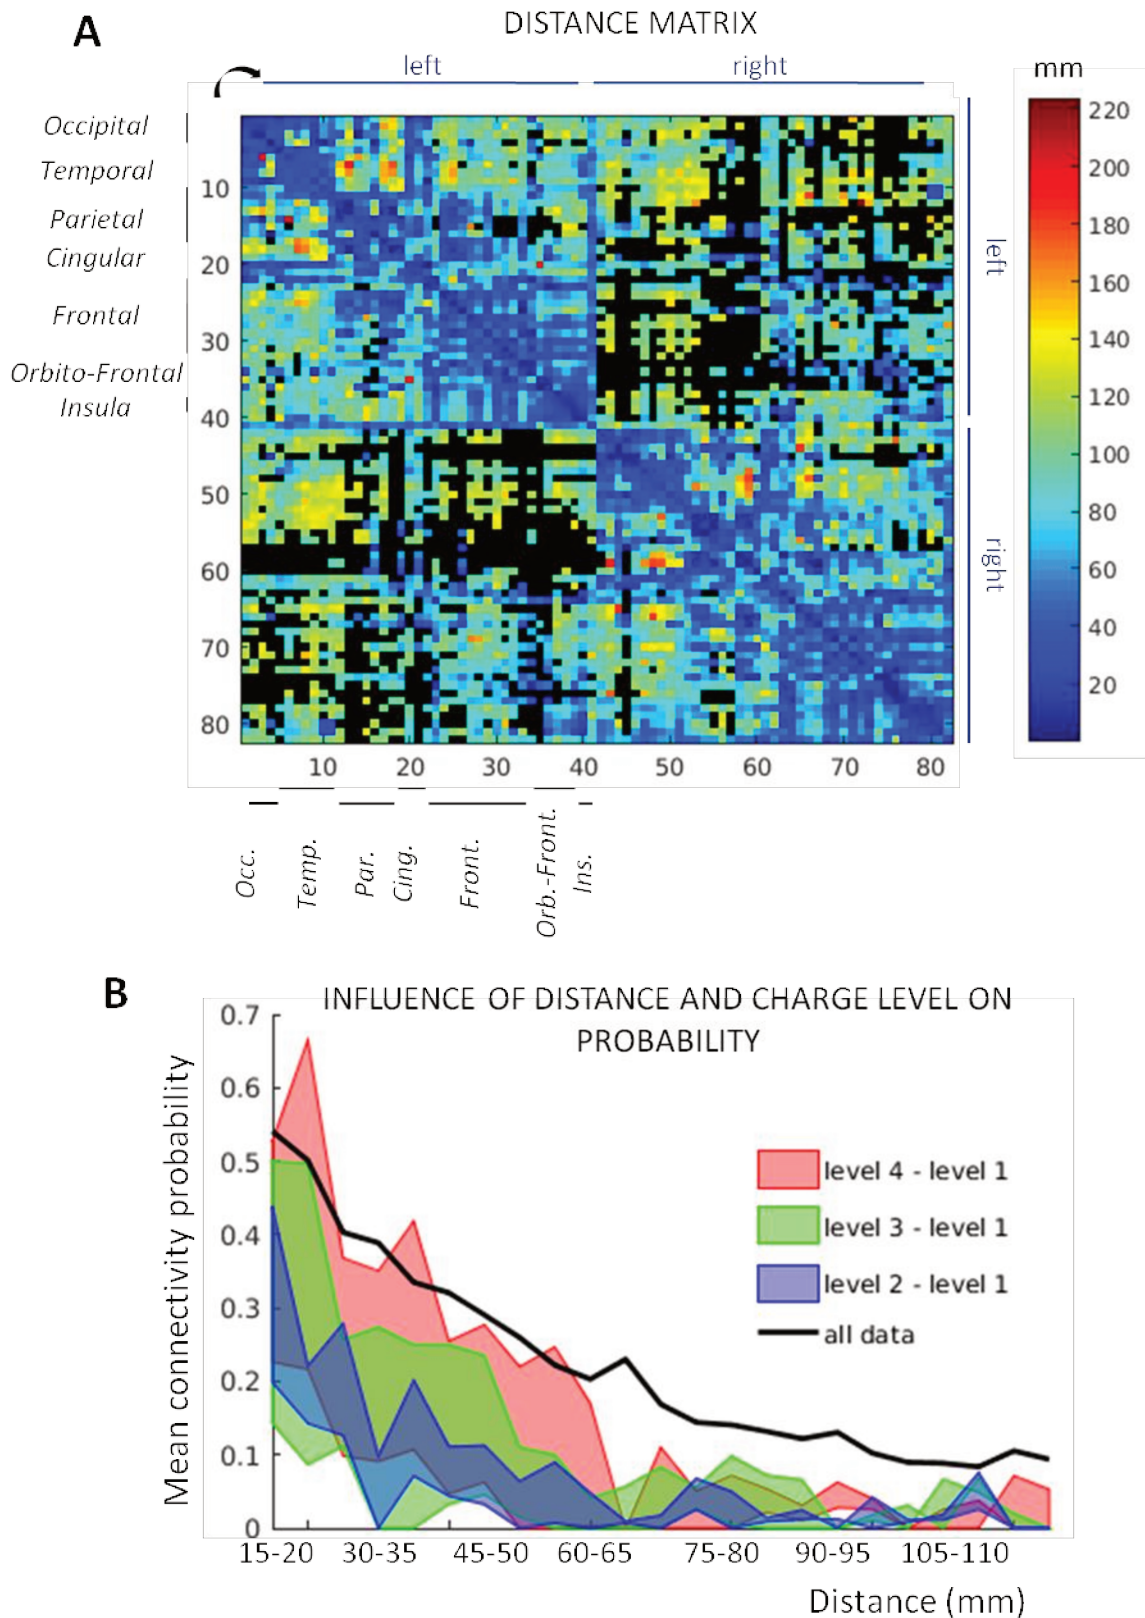 A
DISTANCE MATRIX
left
right
mm
Occipital
Temporal
Parietal
Cingular
Frontal
Orbito-Frontal
Insula
10
20
30
40
50
60
70
80
left
right
220
200
180
160
140
120
100
80
60
40
20
10 20 30 40 50 60 70 80
Occ.
Temp.
Par.
Cing.
Front.
Orb.-Front.
Ins.
B
INFLUENCE OF DISTANCE AND CHARGE LEVEL ON
PROBABILITY
Mean connectivity probability
0.7
0.6
0.5
0.4
0.3
0.2
0.1
0
level 4 - level 1
level 3 - level 1
level 2 - level 1
all data
15-20 30-35 45-50 60-65 75-80 90-95 105-110
Distance (mm)